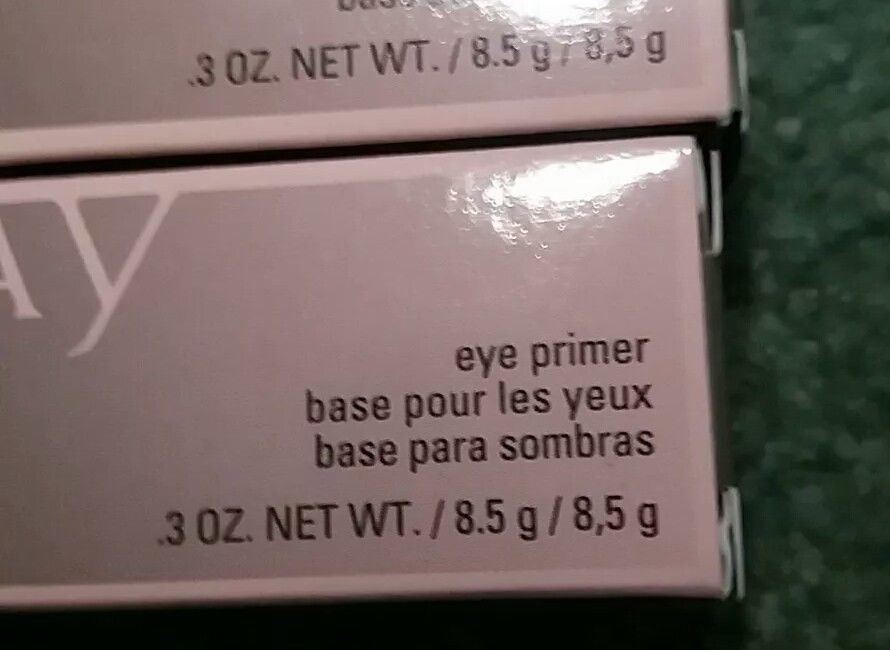 .3 OZ. NET WT. / 8.5 g / 8,5 g
AY
eye primer
base pour les yeux
base para sombras
.3 OZ. NET WT. / 8.5 g / 8,5 g